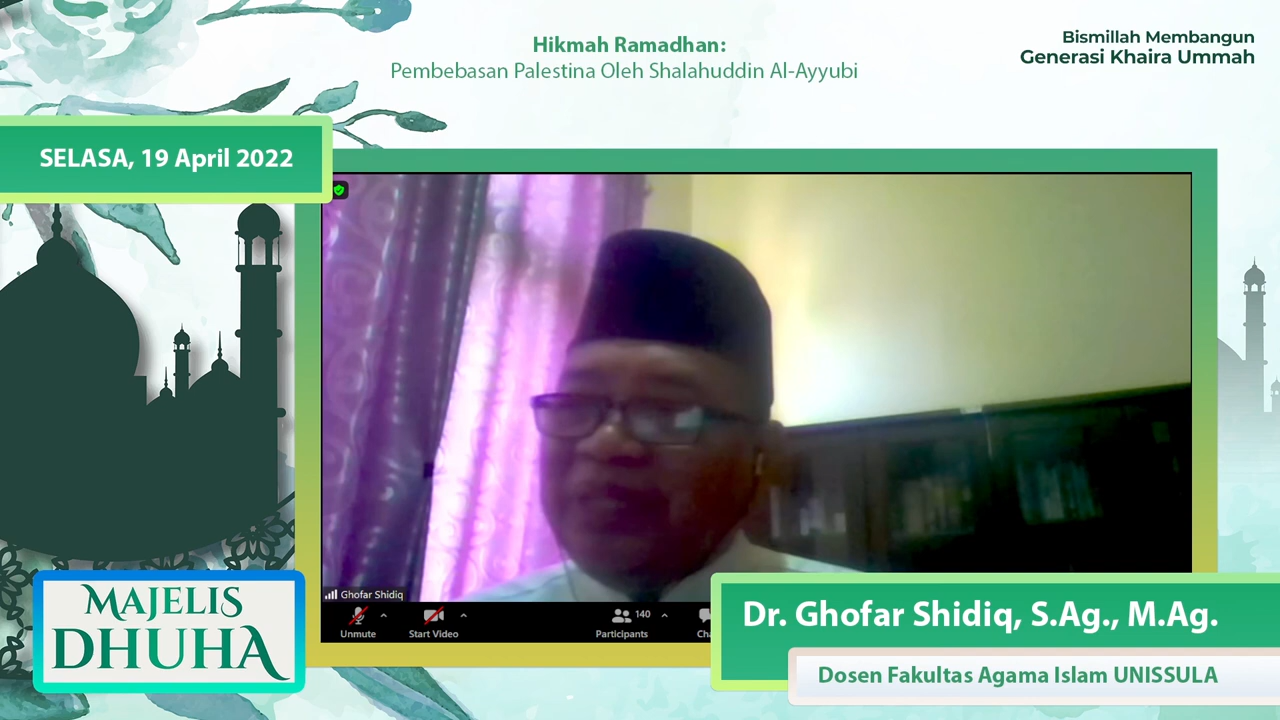 Hikmah Ramadhan:
Pembebasan Palestina Oleh Shalahuddin Al-Ayyubi
Bismillah Membangun
Generasi Khaira Ummah
SELASA, 19 April 2022
Ghofar Shidiq
Unmute
Start Video
140
Participants
MAJELIS
DHUHA
Dr. Ghofar Shidiq, S.Ag., M.Ag.
Dosen Fakultas Agama Islam UNISSULA